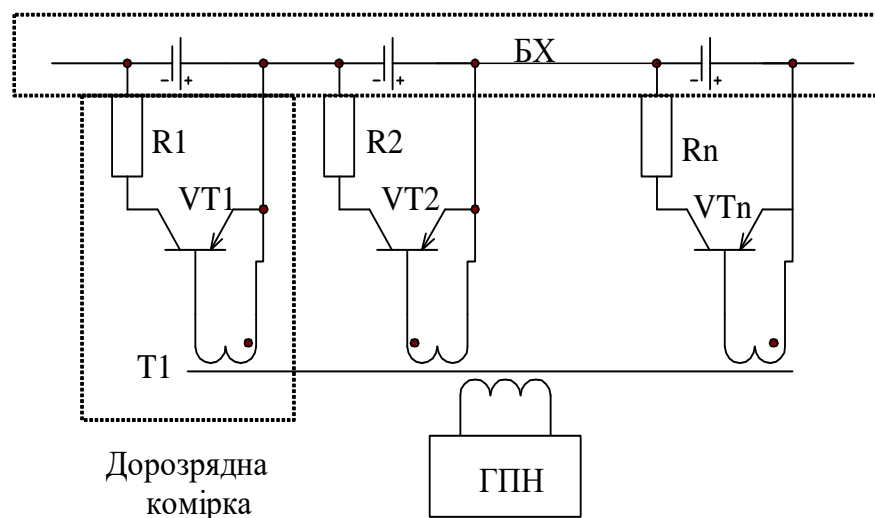 БХ
- + - + - +
R1 R2 Rn
VT1 VT2 VTn
T1
Дорозрядна
комірка
ГПН